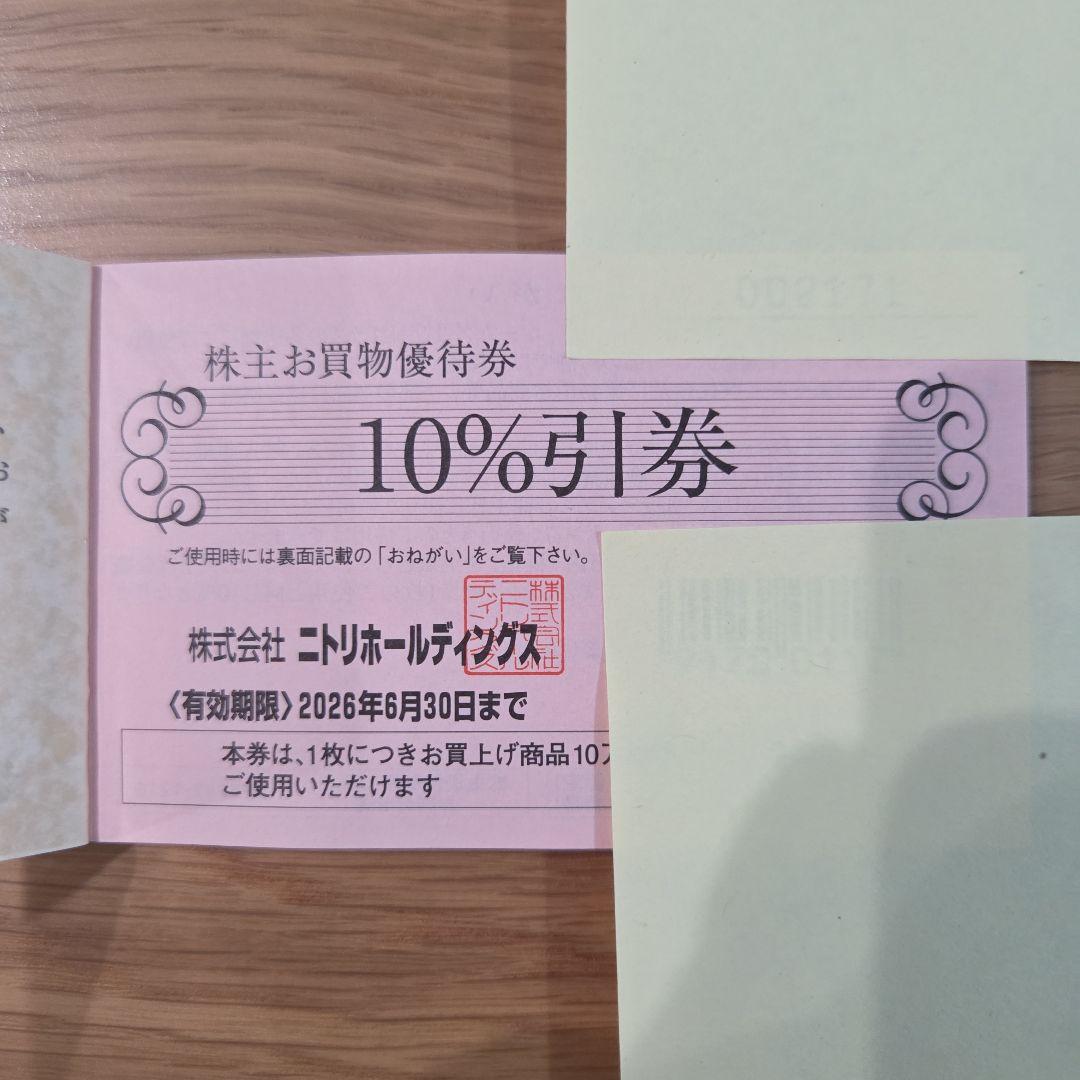 株主お買物優待券
10%引券
ご使用時には裏面記載の「おねがい」をご覧下さい。
株式会社 ニトリホールディングス
〈有効期限〉2026年6月30日まで
本券は、1枚につきお買上げ商品10万
ご使用いただけます